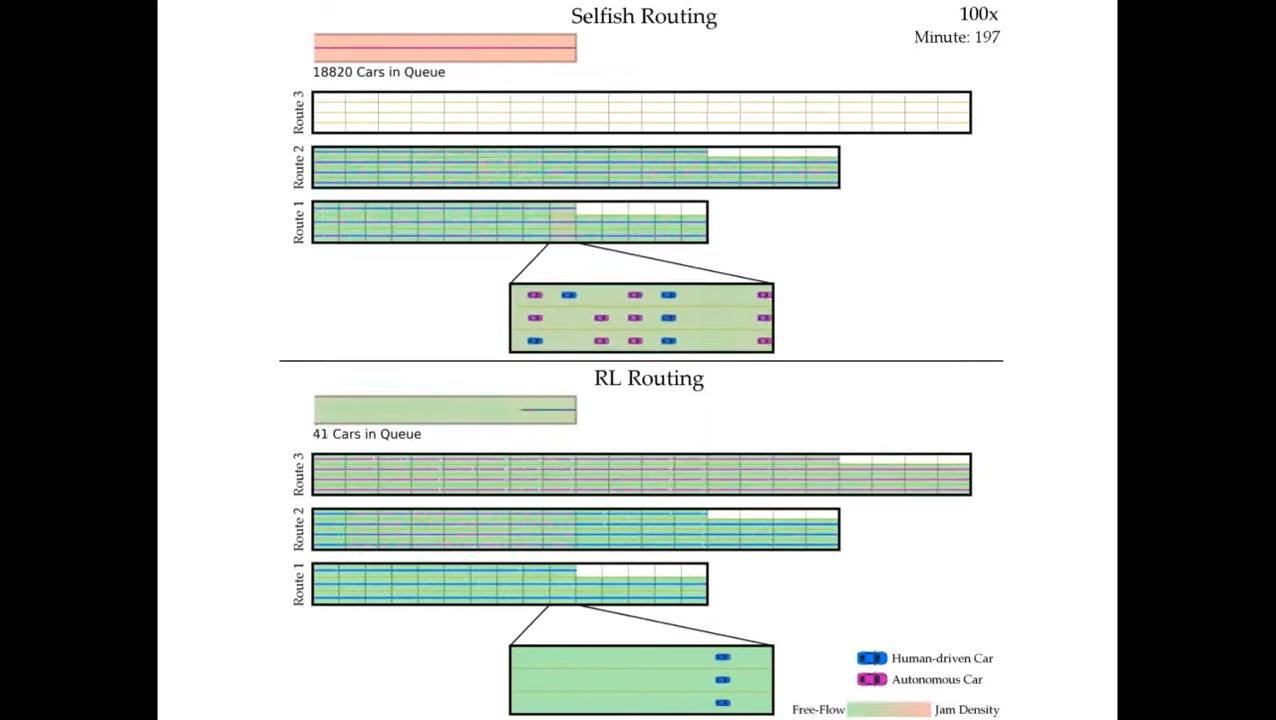 Selfish Routing
100x
Minute: 197
18820 Cars in Queue
Route 3
Route 2
Route 1
RL Routing
41 Cars in Queue
Route 3
Route 2
Route 1
Human-driven Car
Autonomous Car
Free-Flow Jam Density